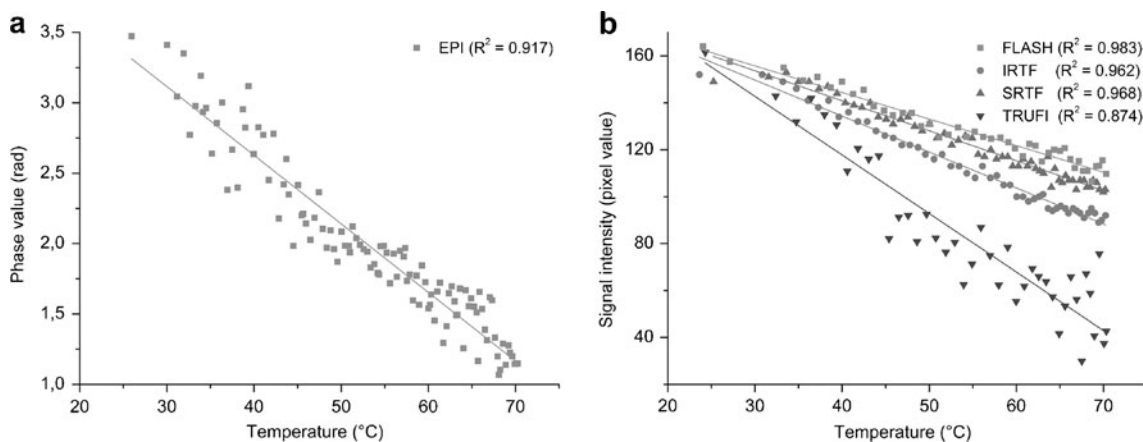 a
EPI (R² = 0.917)
3,5
3,0
2,5
2,0
1,5
1,0
Phase value (rad)
20 30 40 50 60 70
Temperature (°C)
b
FLASH (R² = 0.983)
IRTF (R² = 0.962)
SRTF (R² = 0.968)
TRUFI (R² = 0.874)
160
120
80
40
Signal intensity (pixel value)
20 30 40 50 60 70
Temperature (°C)